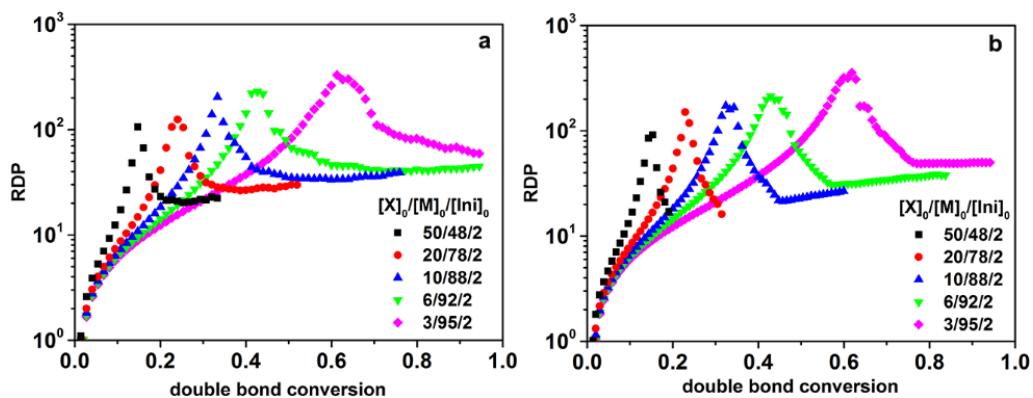 a
10³
10²
10¹
10⁰
RDP
[X]₀/[M]₀/[Ini]₀
50/48/2
20/78/2
10/88/2
6/92/2
3/95/2
0.0 0.2 0.4 0.6 0.8 1.0
double bond conversion
b
10³
10²
10¹
10⁰
RDP
[X]₀/[M]₀/[Ini]₀
50/48/2
20/78/2
10/88/2
6/92/2
3/95/2
0.0 0.2 0.4 0.6 0.8 1.0
double bond conversion